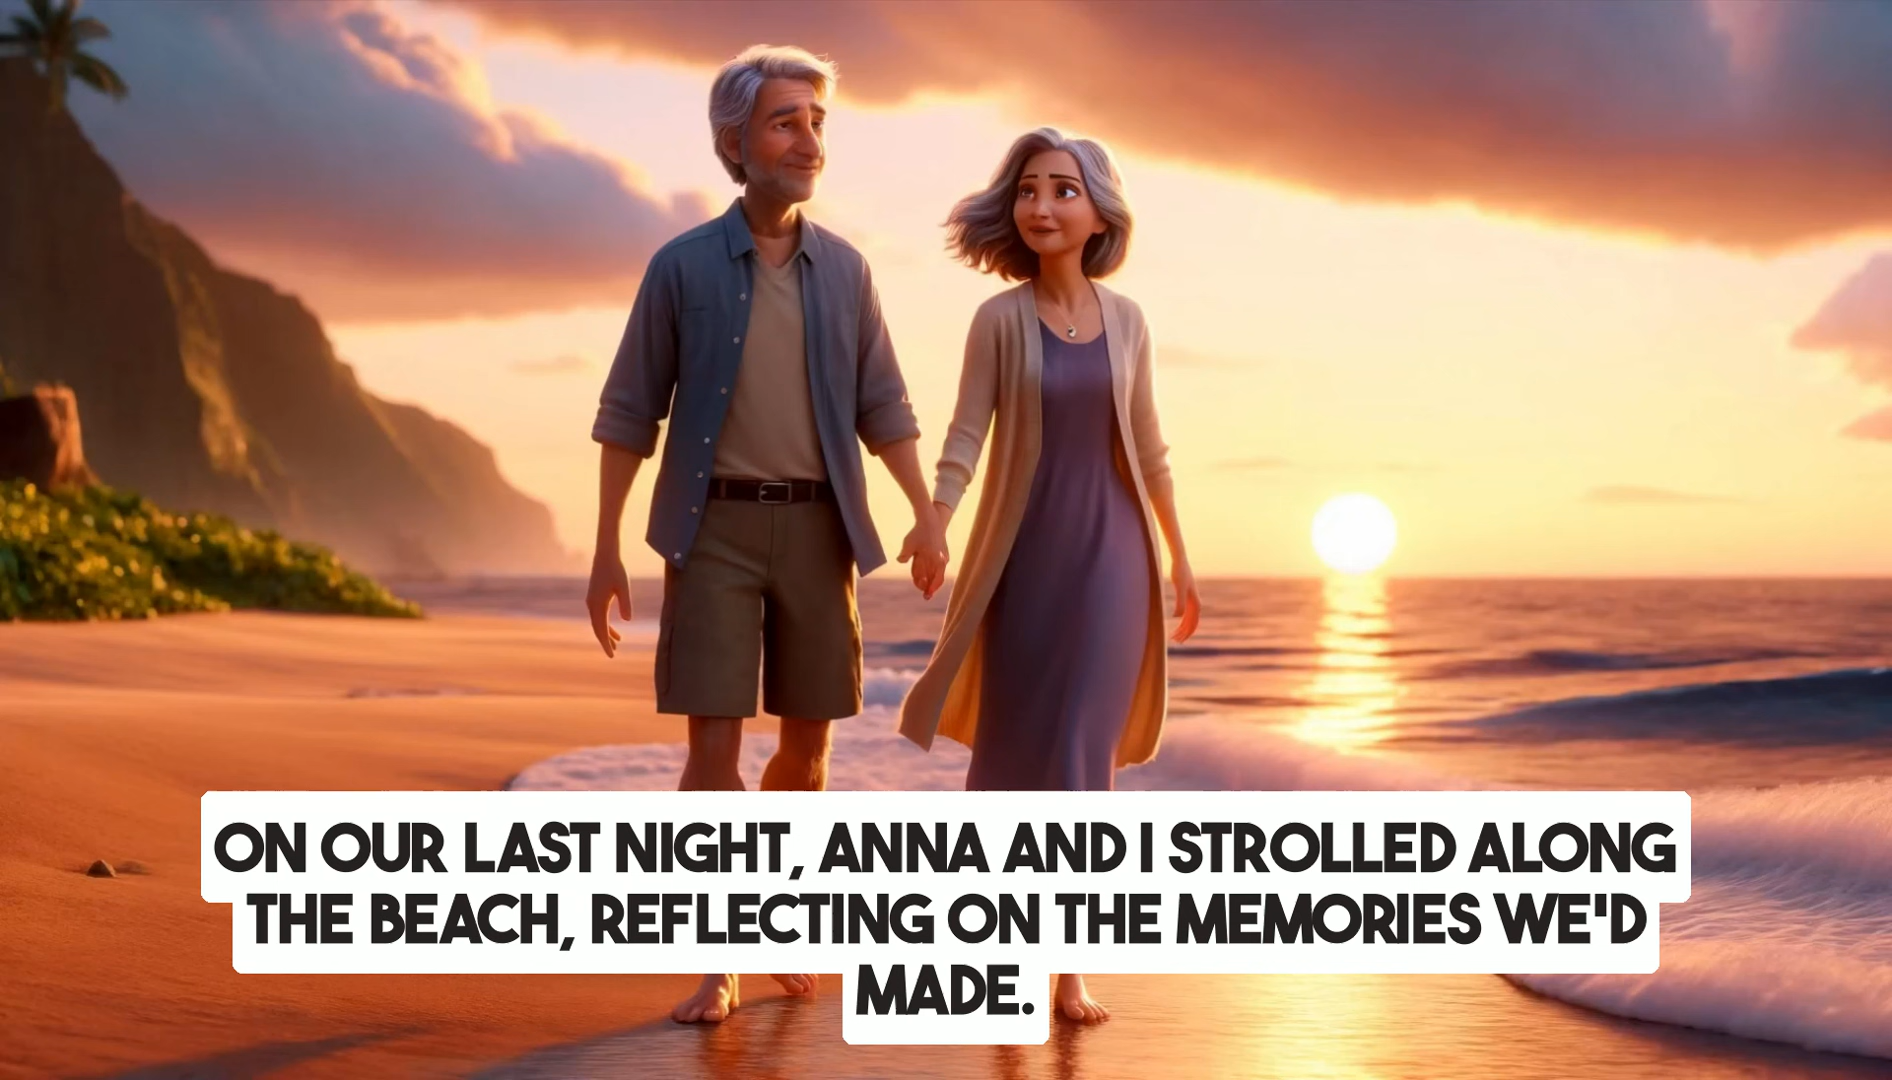 ON OUR LAST NIGHT, ANNA AND I STROLLED ALONG
THE BEACH, REFLECTING ON THE MEMORIES WE'D
MADE.